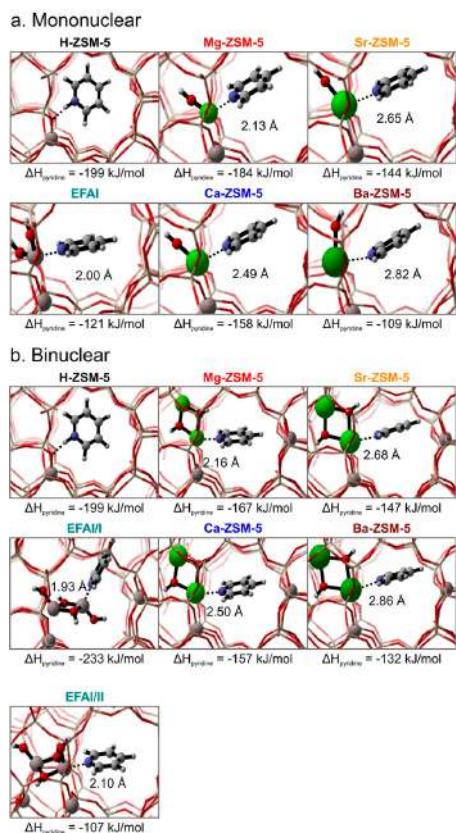 a. Mononuclear
H-ZSM-5 Mg-ZSM-5 Sr-ZSM-5
2.13 Å 2.65 Å
ΔHpyridine = -199 kJ/mol ΔHpyridine = -184 kJ/mol ΔHpyridine = -144 kJ/mol
EFAl Ca-ZSM-5 Ba-ZSM-5
2.00 Å 2.49 Å 2.82 Å
ΔHpyridine = -121 kJ/mol ΔHpyridine = -158 kJ/mol ΔHpyridine = -109 kJ/mol
b. Binuclear
H-ZSM-5 Mg-ZSM-5 Sr-ZSM-5
2.16 Å 2.68 Å
ΔHpyridine = -199 kJ/mol ΔHpyridine = -167 kJ/mol ΔHpyridine = -147 kJ/mol
EFAl/I Ca-ZSM-5 Ba-ZSM-5
1.93 Å 2.50 Å 2.86 Å
ΔHpyridine = -233 kJ/mol ΔHpyridine = -157 kJ/mol ΔHpyridine = -132 kJ/mol
EFAl/II
2.10 Å
ΔHpyridine = -107 kJ/mol